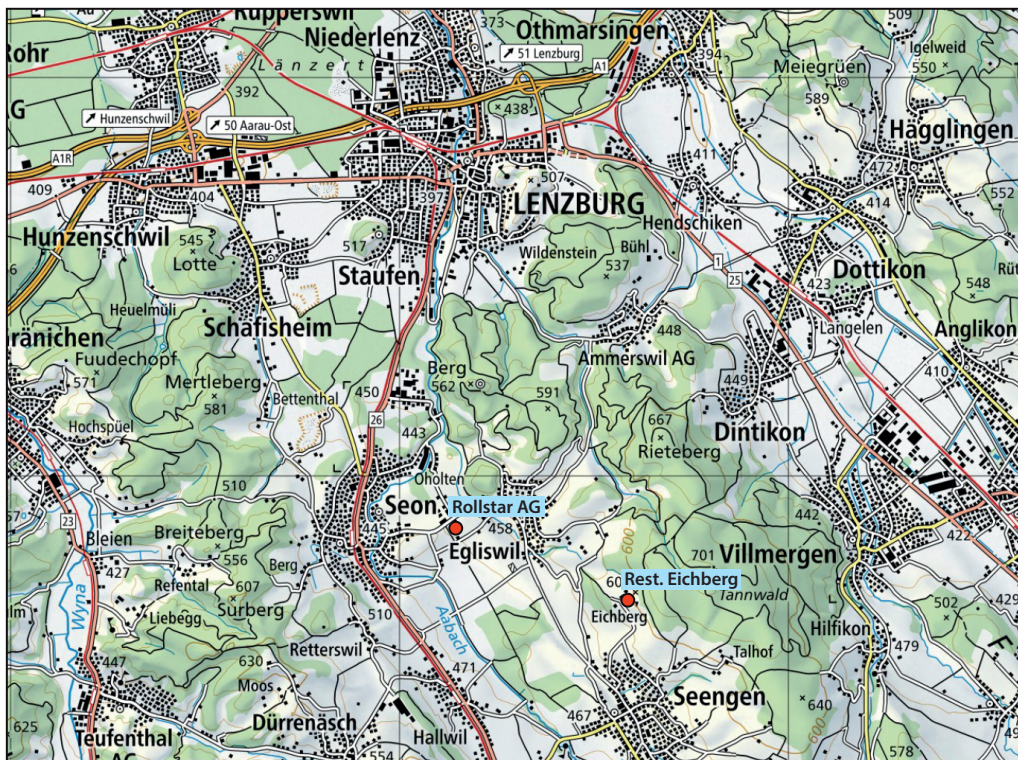 Rupperswil
Niederlenz
373
Othmarsingen
509
Rohr
Länzert
51 Lenzburg
A1
394
Igelweid
550
Meiegrüen
392
589
G
Hunzenschwil
50 Aarau-Ost
438
Hägglingen
A1R
411
472
409
507
552
404
397
LENZBURG
414
Hendschiken
Hunzenschwil
545
517
Wildenstein
Bühl
Lotte
Staufen
537
1
Dottikon
25
423
548
Heuelmüli
Schafisheim
448
Langelen
Anglikon
ränichen
Fuudechopf
Ammerswil AG
571
Mertleberg
Berg
562
449
410
581
450
591
Bettenthal
26
667
Hochspüel
443
Rieteberg
Dintikon
Oholten
510
Seon
Rollstar AG
442
23
Breiteberg
445
458
600
422
Bleien
Egliswil
701
Villmergen
556
427
Refental
Berg
Rest. Eichberg
607
Tannwald
502
429
Wyna
Surberg
Eichberg
Liebegg
510
Aabach
Hilfikon
Retterswil
Talhof
479
447
630
471
Moos
Seengen
640
467
625
Dürrenäsch
600
Teufenthal
Hallwil
578
AG
554